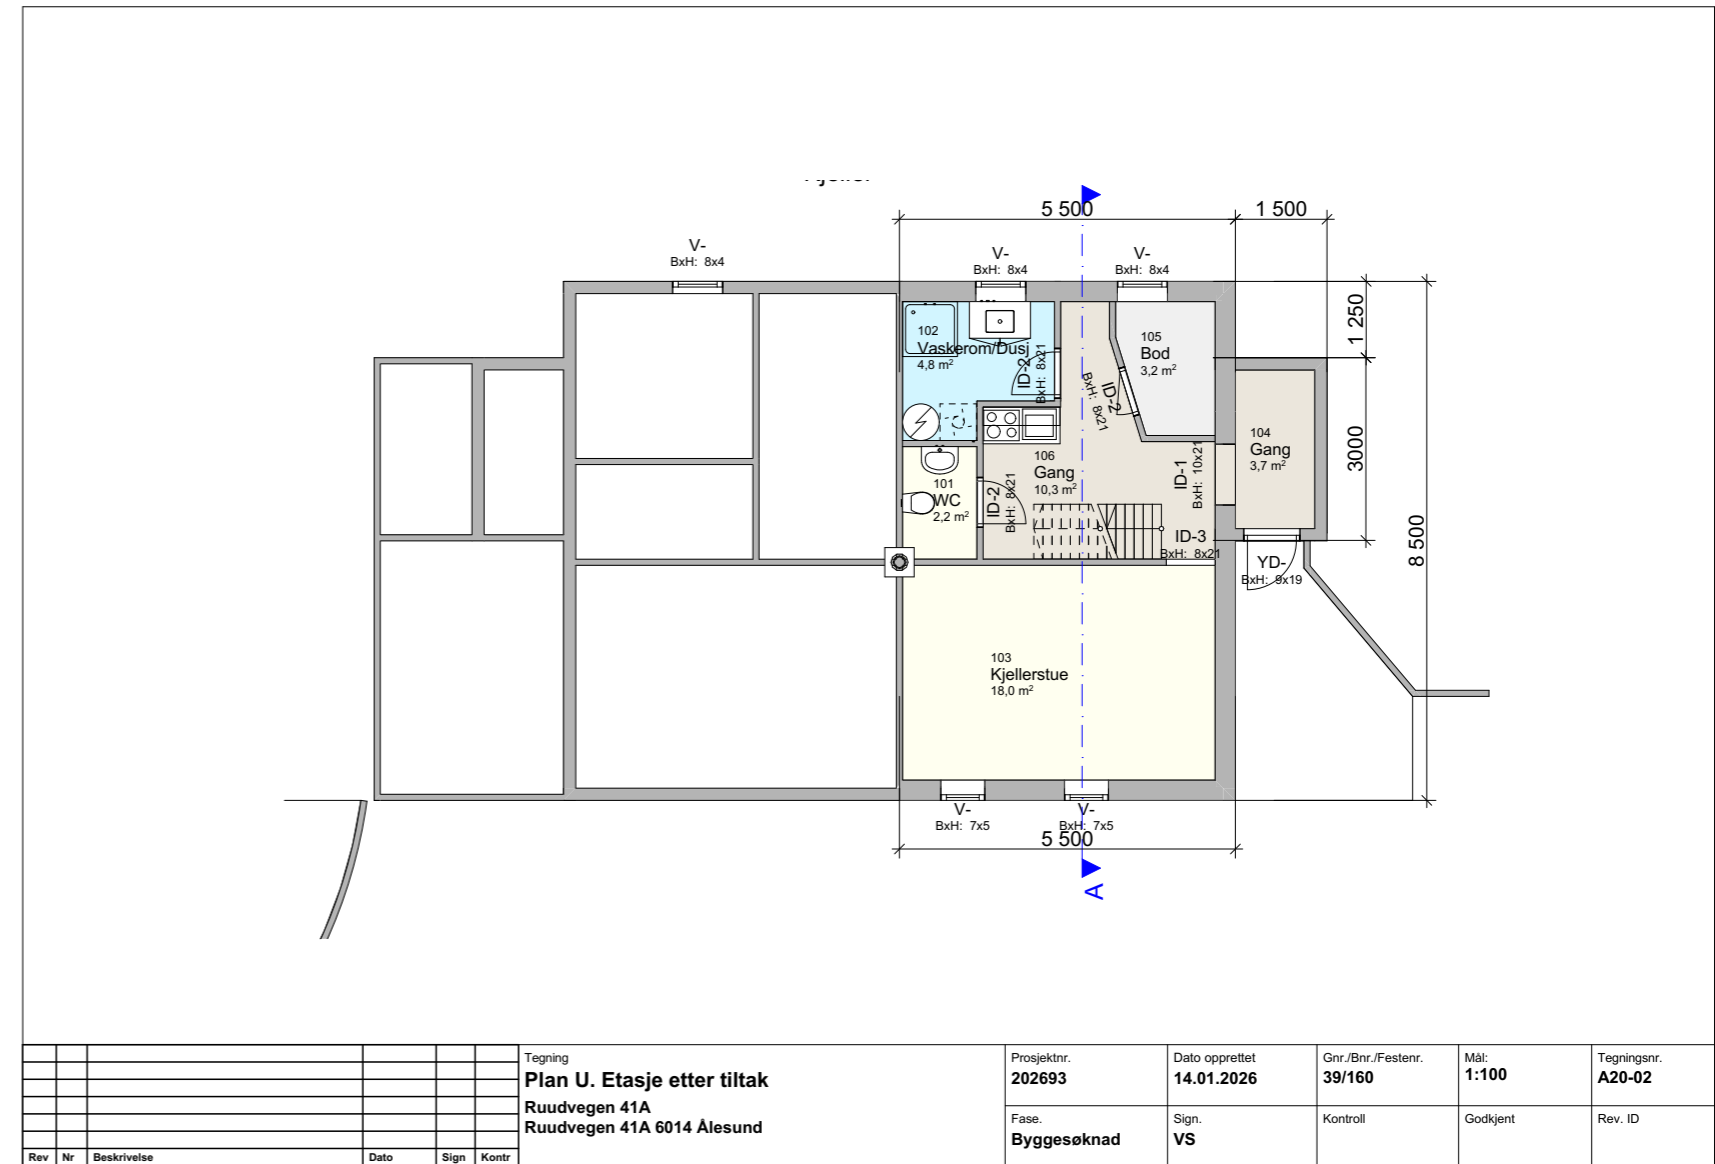 5 500
1 500
V-
BxH: 8x4
V-
BxH: 8x4
V-
BxH: 8x4
1 250
3000
8 500
102
Vaskerom/Dusj
4,8 m²
ID-2
BxH: 8x21
105
Bod
3,2 m²
ID-2
BxH: 8x21
104
Gang
3,7 m²
106
Gang
10,3 m²
ID-1
BxH: 10x21
101
WC
2,2 m²
ID-2
BxH: 8x21
ID-3
BxH: 8x21
YD-
BxH: 9x19
103
Kjellerstue
18,0 m²
V-
BxH: 7x5
V-
BxH: 7x5
5 500
A
Tegning
Plan U. Etasje etter tiltak
Ruudvegen 41A
Ruudvegen 41A 6014 Ålesund
Prosjektnr.
202693
Dato opprettet
14.01.2026
Gnr./Bnr./Festenr.
39/160
Mål:
1:100
Tegningsnr.
A20-02
Fase.
Byggesøknad
Sign.
VS
Kontroll
Godkjent
Rev. ID
Rev Nr Beskrivelse Dato Sign Kontr